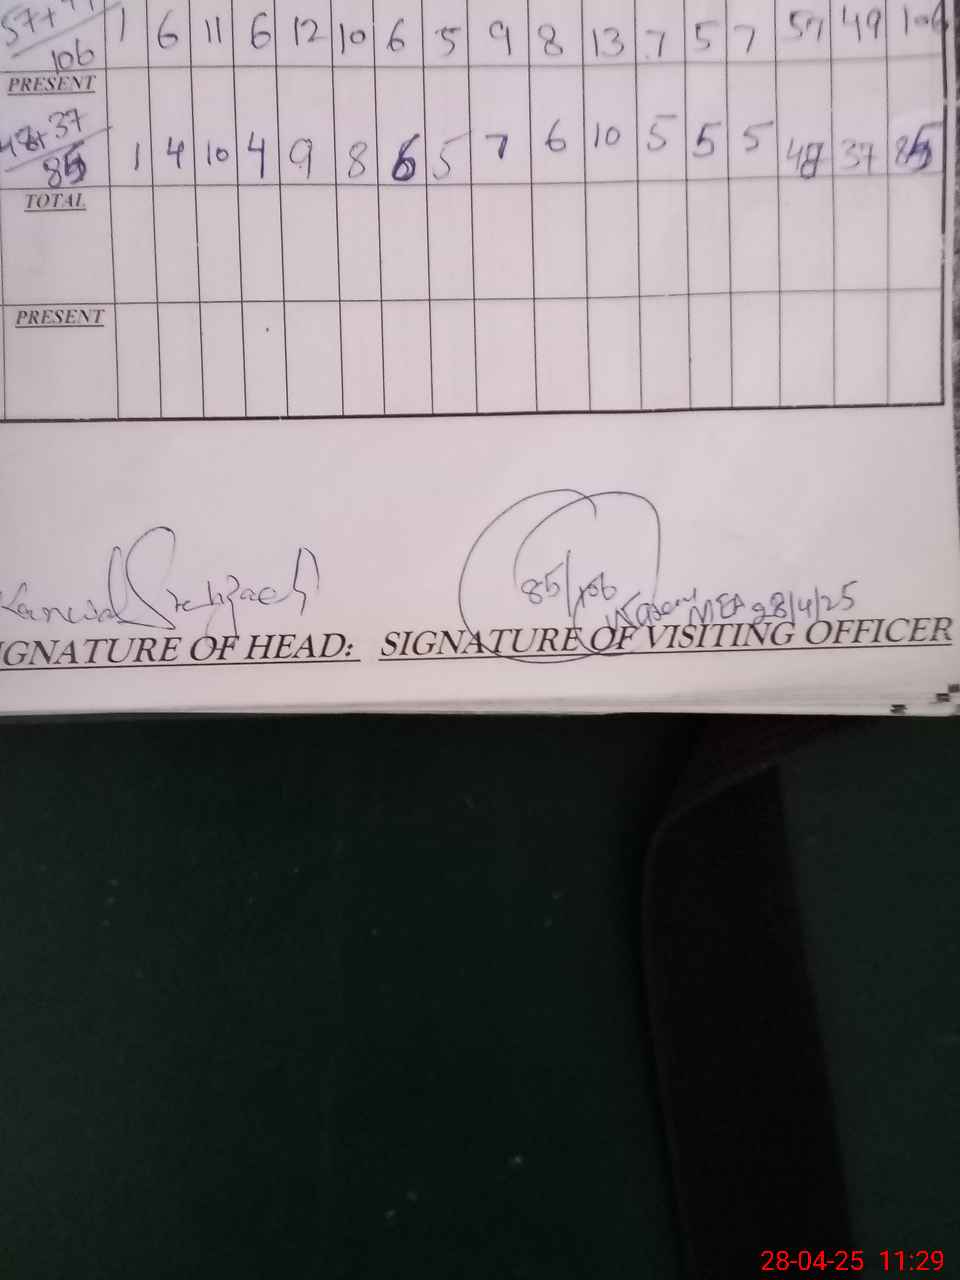 57+49 1 6 11 6 12 10 6 5 9 8 13 7 5 7 57 49 106
106
PRESENT
48+37 1 4 10 4 9 8 6 5 7 6 10 5 5 5 48 37 85
85
TOTAL
PRESENT
85/106
MEA 28/4/25
IGNATURE OF HEAD: SIGNATURE OF VISITING OFFICER
28-04-25 11:29